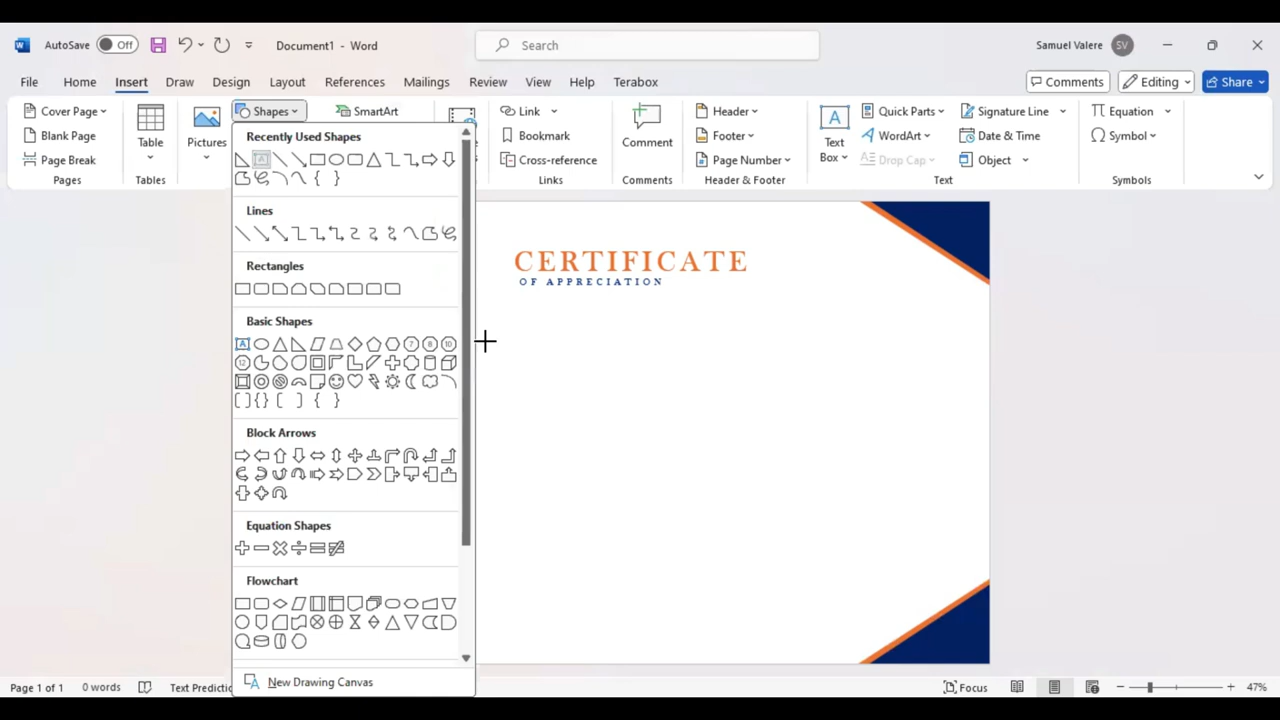 AutoSave Off Document1 - Word Search Samuel Valere SV
File Home Insert Draw Design Layout References Mailings Review View Help Terabox Comments Editing Share
Cover Page
Blank Page
Page Break
Pages
Table
Tables
Pictures
Shapes
SmartArt
Link
Bookmark
Cross-reference
Links
Comment
Comments
Header
Footer
Page Number
Header & Footer
A
Text
Box
Quick Parts
WordArt
Drop Cap
Signature Line
Date & Time
Object
Text
Equation
Symbol
Symbols
Recently Used Shapes
Lines
Rectangles
Basic Shapes
Block Arrows
Equation Shapes
Flowchart
New Drawing Canvas
CERTIFICATE
OF APPRECIATION
Page 1 of 1 0 words Text Predictio Focus 47%